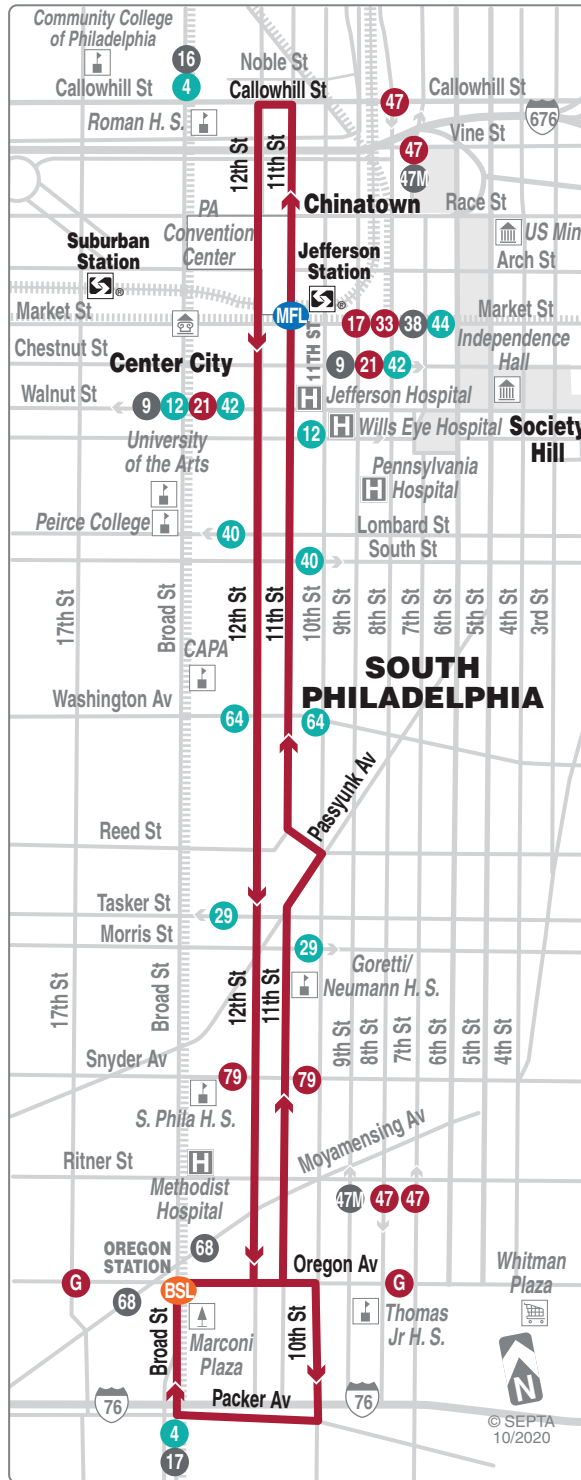 Community College
of Philadelphia
16
4
Noble St
Callowhill St
Callowhill St
47
Callowhill St
Roman H. S.
676
Vine St
47
47M
12th St
11th St
Race St
Chinatown
PA
Convention
Center
US Min
Suburban
Station
Jefferson
Station
Arch St
®
®
Market St
MFL
17
33
38
44
Market St
Chestnut St
Center City
11TH ST
9
21
42
Independence
Hall
Walnut St
9
12
21
42
H
Jefferson Hospital
12
H
Wills Eye Hospital
Society
Hill
University
of the Arts
H
Pennsylvania
Hospital
Peirce College
40
Lombard St
40
South St
17th St
Broad St
12th St
11th St
10th St
9th St
8th St
7th St
6th St
5th St
4th St
3rd St
CAPA
SOUTH
PHILADELPHIA
Washington Av
64
64
Passyunk Av
Reed St
Tasker St
29
Morris St
29
Goretti/
Neumann H. S.
17th St
Broad St
12th St
11th St
9th St
8th St
7th St
6th St
5th St
4th St
Snyder Av
79
79
S. Phila H. S.
Moyamensing Av
Ritner St
H
Methodist
Hospital
47M
47
47
OREGON
STATION
68
Oregon Av
Whitman
Plaza
G
BSL
G
68
Broad St
Marconi
Plaza
10th St
Thomas
Jr H. S.
N
76
Packer Av
76
4
17
© SEPTA
10/2020